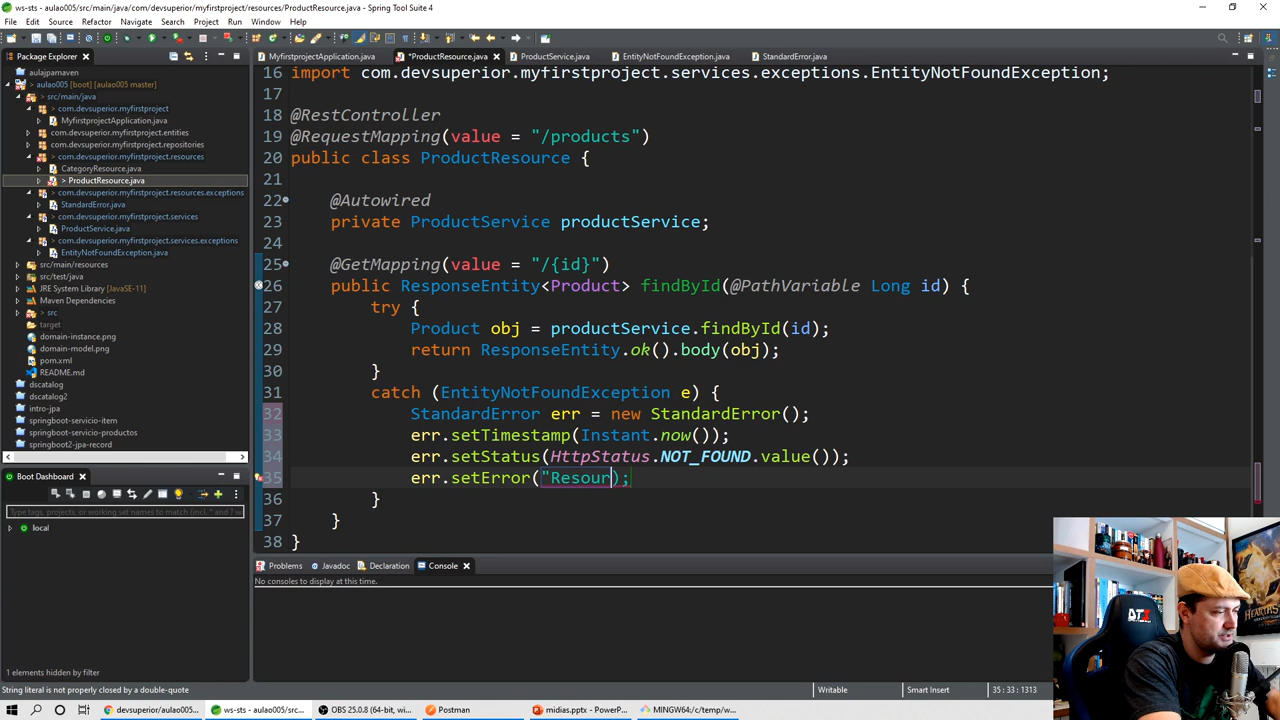 ws-sts - aulao005/src/main/java/com/devsuperior/myfirstproject/resources/ProductResource.java - Spring Tool Suite 4
File Edit Source Refactor Navigate Search Project Run Window Help
Package Explorer
aulajpamaven
aulao005 [boot] [aulao005 master]
src/main/java
com.devsuperior.myfirstproject
MyfirstprojectApplication.java
com.devsuperior.myfirstproject.entities
com.devsuperior.myfirstproject.repositories
com.devsuperior.myfirstproject.resources
CategoryResource.java
> ProductResource.java
com.devsuperior.myfirstproject.resources.exceptions
StandardError.java
com.devsuperior.myfirstproject.services
ProductService.java
com.devsuperior.myfirstproject.services.exceptions
EntityNotFoundException.java
src/main/resources
src/test/java
JRE System Library [JavaSE-11]
Maven Dependencies
src
target
domain-instance.png
domain-model.png
pom.xml
README.md
dscatalog
dscatalog2
intro-jpa
springboot-servicio-item
springboot-servicio-productos
springboot2-jpa-record
Boot Dashboard
Type tags, projects, or working set names to match (incl. * and ?)
local
1 elements hidden by filter
MyfirstprojectApplication.java *ProductResource.java ProductService.java EntityNotFoundException.java StandardError.java
16 import com.devsuperior.myfirstproject.services.exceptions.EntityNotFoundException;
17
18 @RestController
19 @RequestMapping(value = "/products")
20 public class ProductResource {
21
22 @Autowired
23 private ProductService productService;
24
25 @GetMapping(value = "/{id}")
26 public ResponseEntity<Product> findById(@PathVariable Long id) {
27 try {
28 Product obj = productService.findById(id);
29 return ResponseEntity.ok().body(obj);
30 }
31 catch (EntityNotFoundException e) {
32 StandardError err = new StandardError();
33 err.setTimestamp(Instant.now());
34 err.setStatus(HttpStatus.NOT_FOUND.value());
35 err.setError("Resour);
36 }
37 }
38 }
Problems Javadoc Declaration Console
No consoles to display at this time.
DTX
String literal is not properly closed by a double-quote
Writable Smart Insert 35 : 33 : 1313
devsuperior/aulao005... ws-sts - aulao005/src... OBS 25.0.8 (64-bit, wi... Postman midias.pptx - PowerP... MINGW64:/c/temp/w...